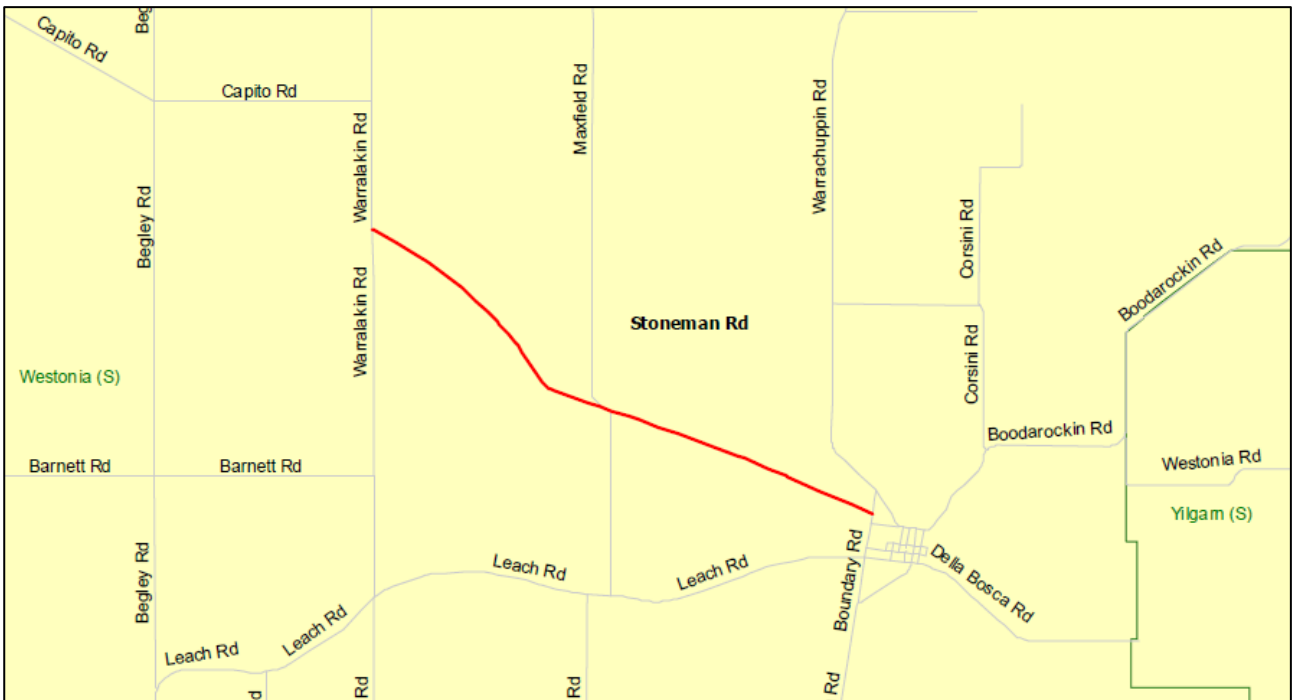 Beg
Capito Rd
Capito Rd
Maxfield Rd
Warralakin Rd
Warrachuppin Rd
Begley Rd
Corsini Rd
Boodarockin Rd
Warralakin Rd
Stoneman Rd
Corsini Rd
Westonia (S)
Boodarockin Rd
Barnett Rd
Barnett Rd
Westonia Rd
Yilgarn (S)
Begley Rd
Leach Rd
Leach Rd
Boundary Rd
Della Bosca Rd
Leach Rd
Leach Rd
d
Rd
Rd
Rd